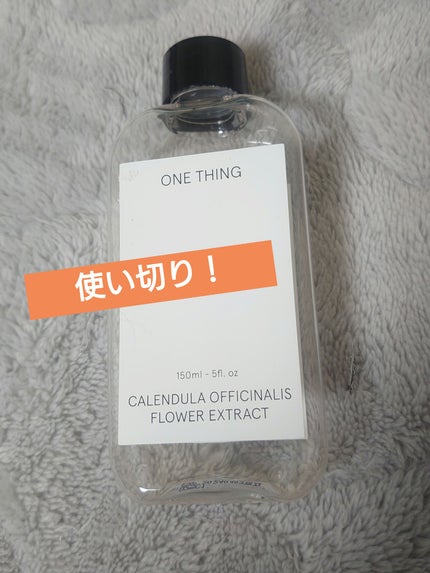 ONE THING
使い切り！
150ml - 5fl. oz
CALENDULA OFFICINALIS
FLOWER EXTRACT